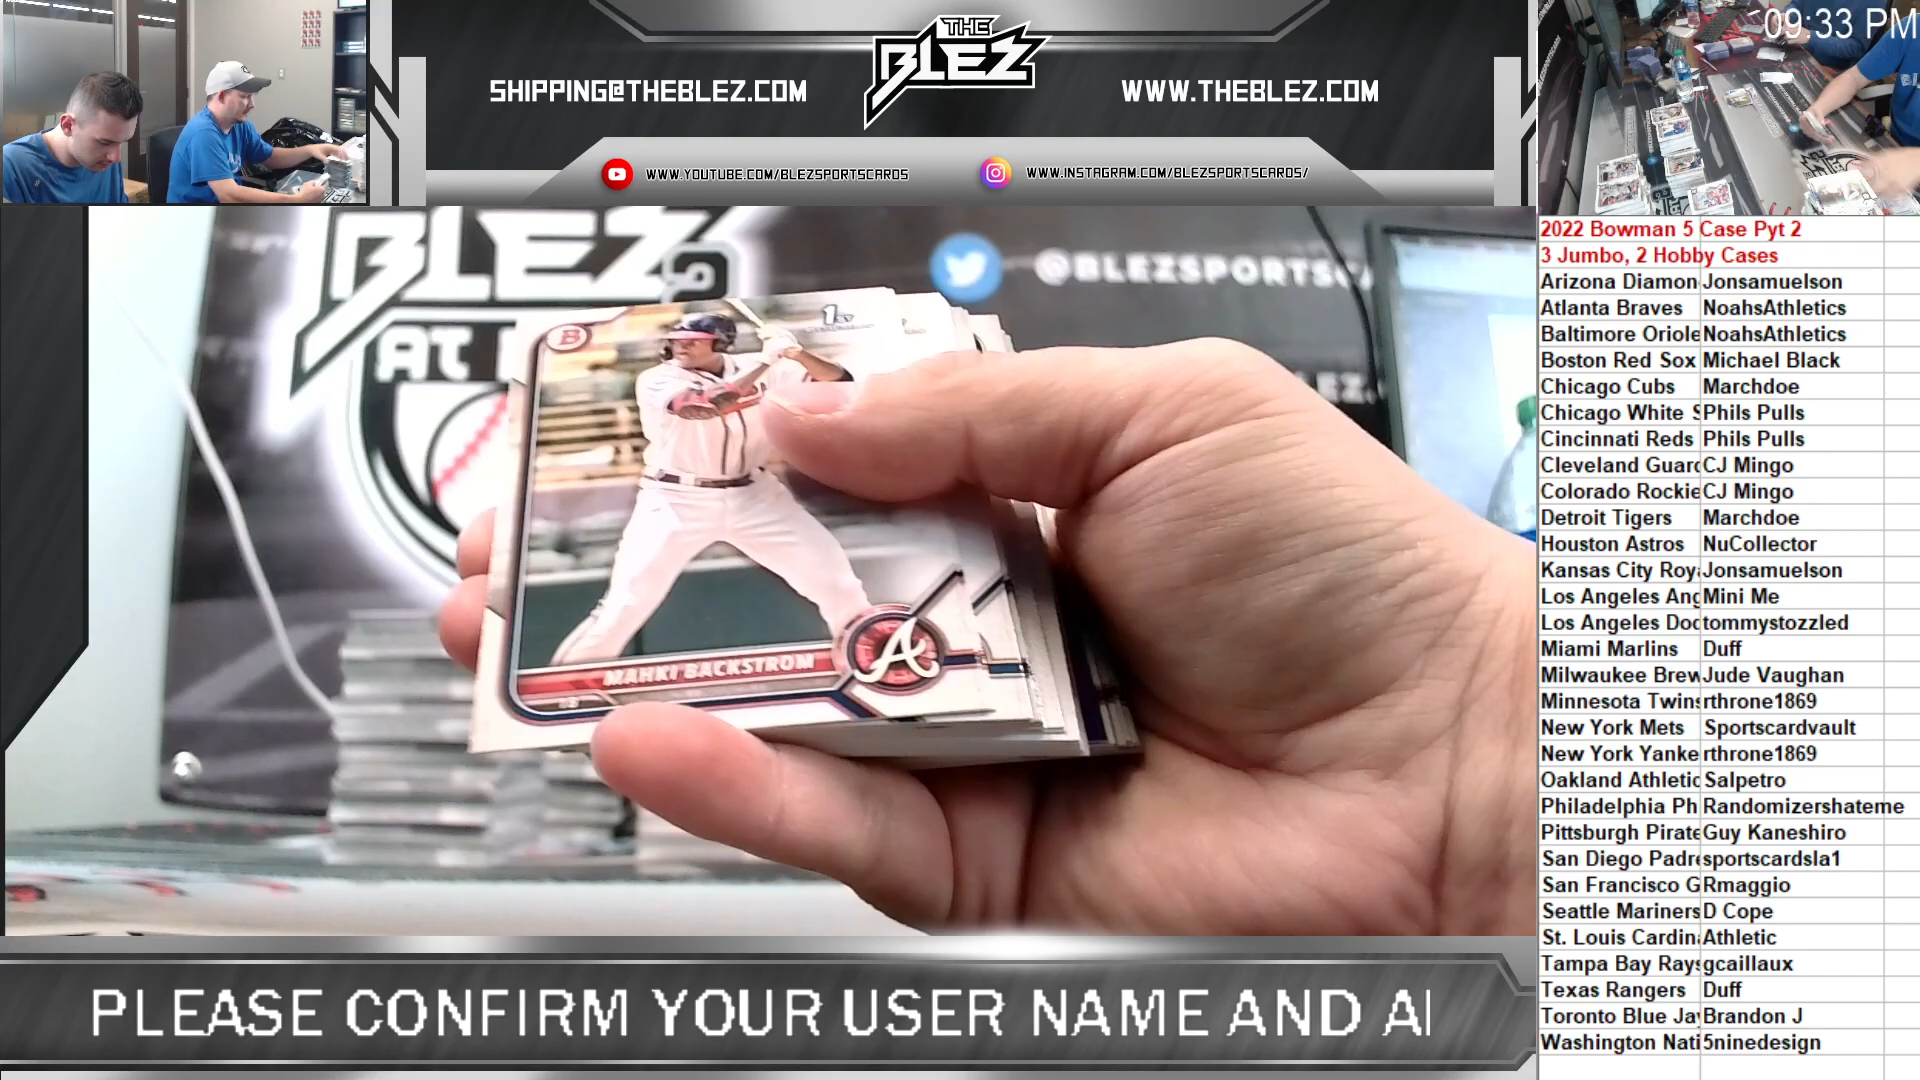 THE
BLEZ
SHIPPING@THEBLEZ.COM
WWW.THEBLEZ.COM
WWW.YOUTUBE.COM/BLEZSPORTSCARDS
WWW.INSTAGRAM.COM/BLEZSPORTSCARDS/
09:33 PM
BLEZ
AT
@BLEZSPORTSCA
1ST
B
MAHKI BACKSTROM
A
PLEASE CONFIRM YOUR USER NAME AND A
2022 Bowman 5 Case Pyt 2
3 Jumbo, 2 Hobby Cases
Arizona Diamon Jonsamuelson
Atlanta Braves NoahsAthletics
Baltimore Oriole NoahsAthletics
Boston Red Sox Michael Black
Chicago Cubs Marchdoe
Chicago White S Phils Pulls
Cincinnati Reds Phils Pulls
Cleveland Guard CJ Mingo
Colorado Rockie CJ Mingo
Detroit Tigers Marchdoe
Houston Astros NuCollector
Kansas City Roy Jonsamuelson
Los Angeles Ang Mini Me
Los Angeles Doc tommystozzled
Miami Marlins Duff
Milwaukee Brew Jude Vaughan
Minnesota Twins rthrone1869
New York Mets Sportscardvault
New York Yanke rthrone1869
Oakland Athletic Salpetro
Philadelphia Ph Randomizershateme
Pittsburgh Pirate Guy Kaneshiro
San Diego Padre sportscardsla1
San Francisco G Rmaggio
Seattle Mariners D Cope
St. Louis Cardin Athletic
Tampa Bay Rays gcaillaux
Texas Rangers Duff
Toronto Blue Jay Brandon J
Washington Nati 5ninedesign